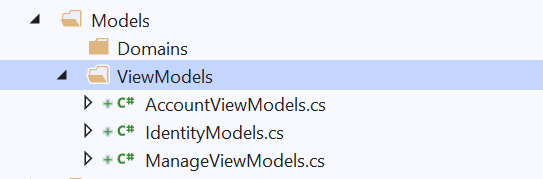 Models
Domains
ViewModels
C# AccountViewModels.cs
C# IdentityModels.cs
C# ManageViewModels.cs